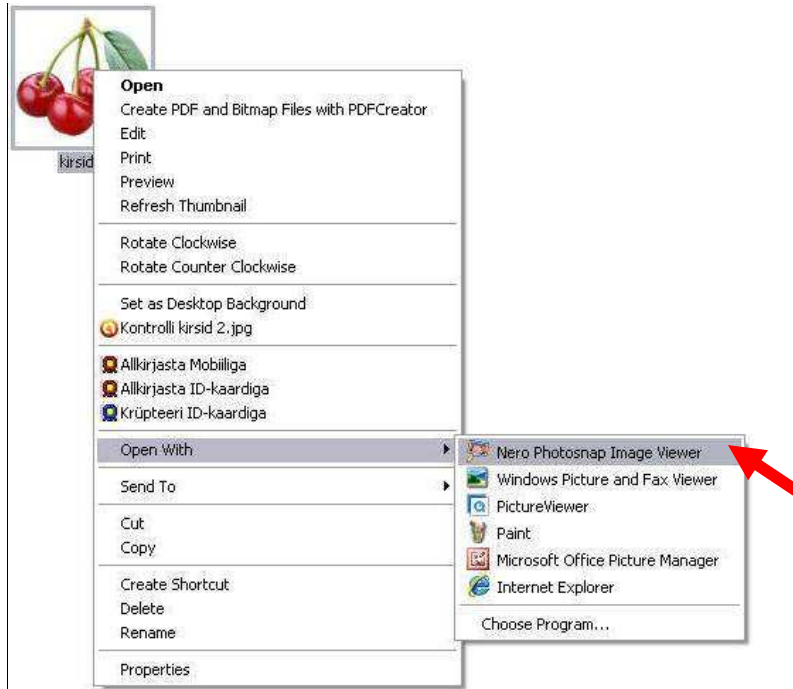 kirsid
Open
Create PDF and Bitmap Files with PDFCreator
Edit
Print
Preview
Refresh Thumbnail
Rotate Clockwise
Rotate Counter Clockwise
Set as Desktop Background
Kontrolli kirsid 2.jpg
Allkirjasta Mobiiliga
Allkirjasta ID-kaardiga
Krüpteeri ID-kaardiga
Open With
Send To
Cut
Copy
Create Shortcut
Delete
Rename
Properties
Nero Photosnap Image Viewer
Windows Picture and Fax Viewer
PictureViewer
Paint
Microsoft Office Picture Manager
Internet Explorer
Choose Program...